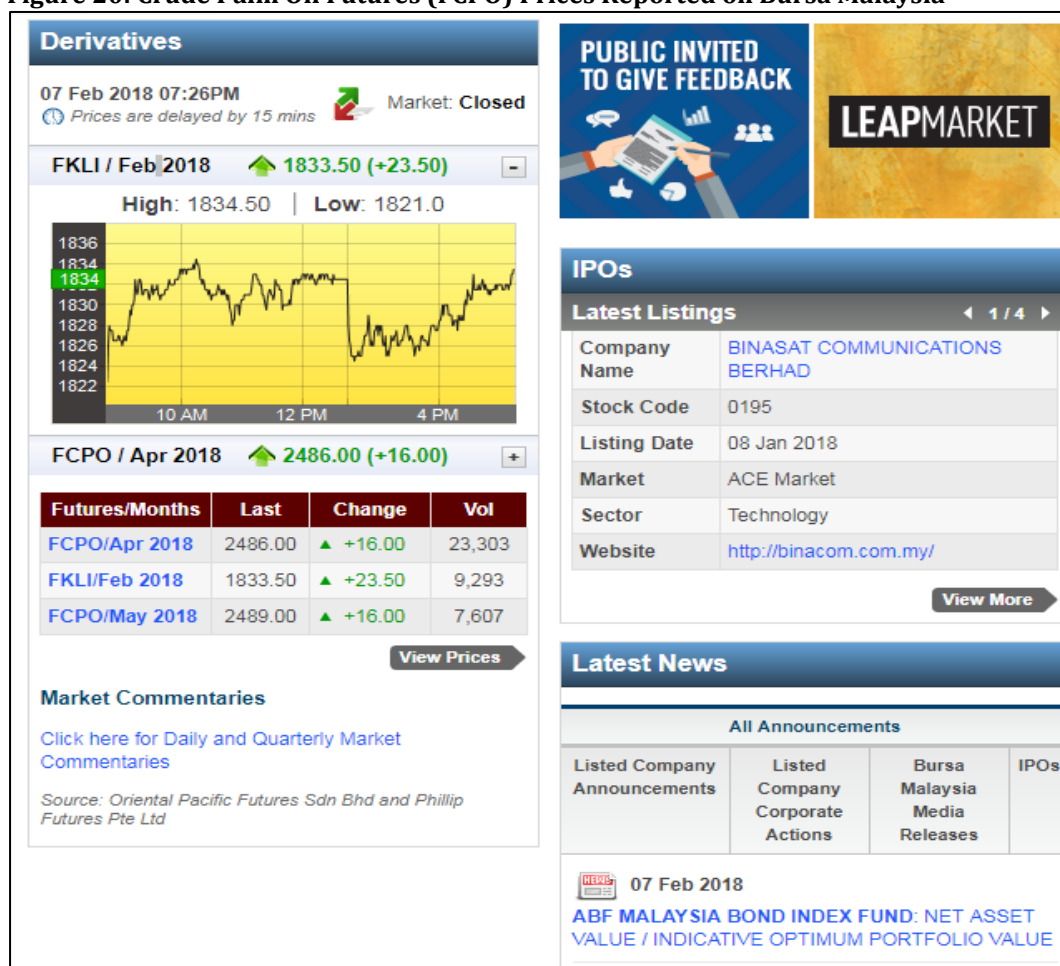 Derivatives
07 Feb 2018 07:26PM
Prices are delayed by 15 mins
Market: Closed
FKLI / Feb 2018 1833.50 (+23.50) -
High: 1834.50 | Low: 1821.0
1836
1834
1834
1830
1828
1826
1824
1822
10 AM 12 PM 4 PM
FCPO / Apr 2018 2486.00 (+16.00) +
Futures/Months Last Change Vol
FCPO/Apr 2018 2486.00 ▲ +16.00 23,303
FKLI/Feb 2018 1833.50 ▲ +23.50 9,293
FCPO/May 2018 2489.00 ▲ +16.00 7,607
View Prices
Market Commentaries
Click here for Daily and Quarterly Market
Commentaries
Source: Oriental Pacific Futures Sdn Bhd and Phillip
Futures Pte Ltd
PUBLIC INVITED
TO GIVE FEEDBACK
LEAPMARKET
IPOs
Latest Listings 1 / 4
Company
Name
BINASAT COMMUNICATIONS
BERHAD
Stock Code 0195
Listing Date 08 Jan 2018
Market ACE Market
Sector Technology
Website http://binacom.com.my/
View More
Latest News
All Announcements
Listed Company
Announcements
Listed
Company
Corporate
Actions
Bursa
Malaysia
Media
Releases
IPOs
NEWS
07 Feb 2018
ABF MALAYSIA BOND INDEX FUND: NET ASSET
VALUE / INDICATIVE OPTIMUM PORTFOLIO VALUE